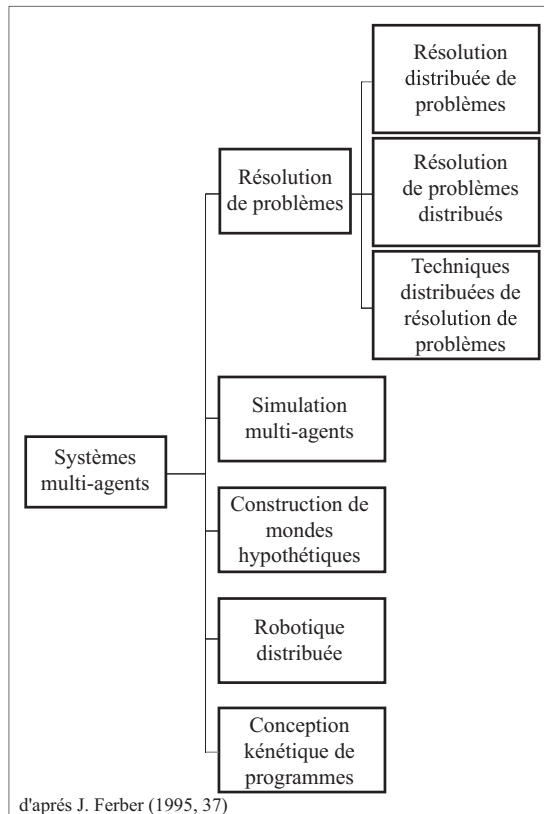 Résolution
distribuée de
problèmes
Résolution
de problèmes
Résolution
de problèmes
distribués
Techniques
distribuées de
résolution de
problèmes
Simulation
multi-agents
Systèmes
multi-agents
Construction de
mondes
hypothétiques
Robotique
distribuée
Conception
kénétique de
programmes
d'aprés J. Ferber (1995, 37)